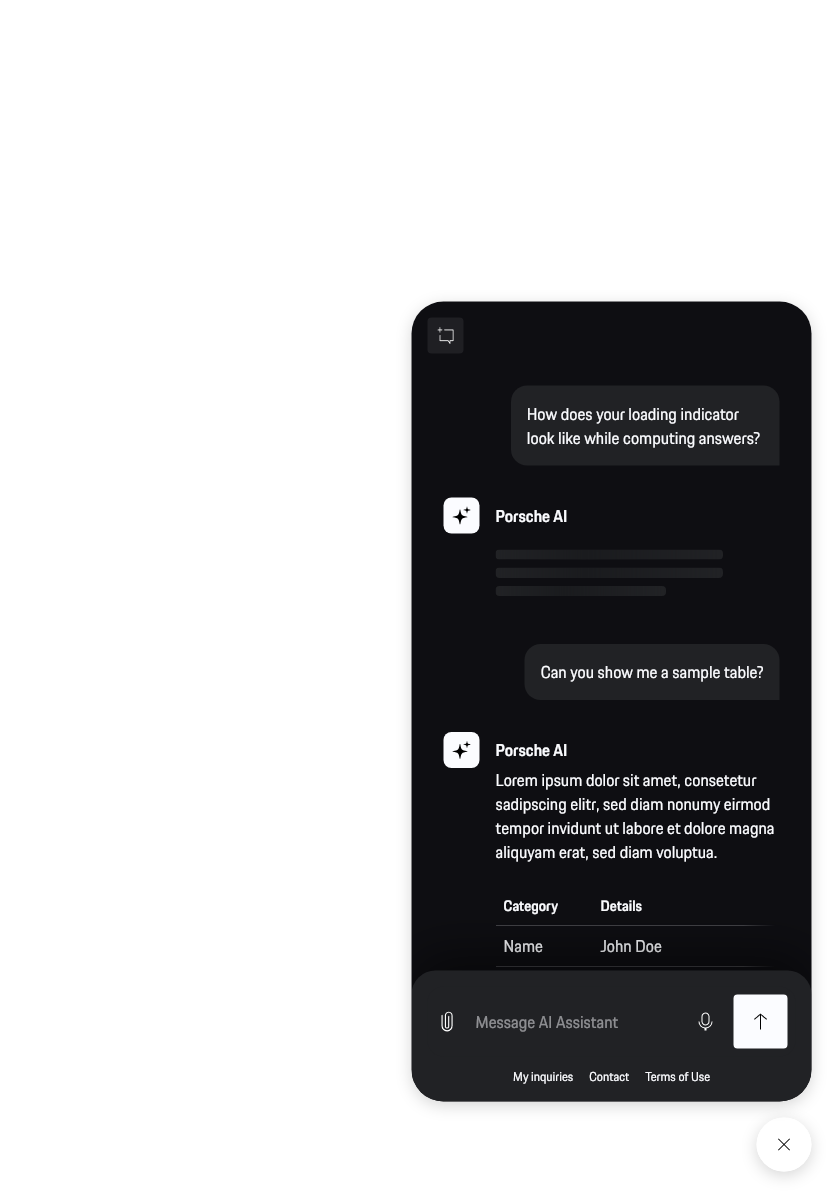 How does your loading indicator
look like while computing answers?
Porsche AI
Can you show me a sample table?
Porsche AI
Lorem ipsum dolor sit amet, consetetur
sadipscing elitr, sed diam nonumy eirmod
tempor invidunt ut labore et dolore magna
aliquyam erat, sed diam voluptua.
Category Details
Name John Doe
Message AI Assistant
My inquiries Contact Terms of Use